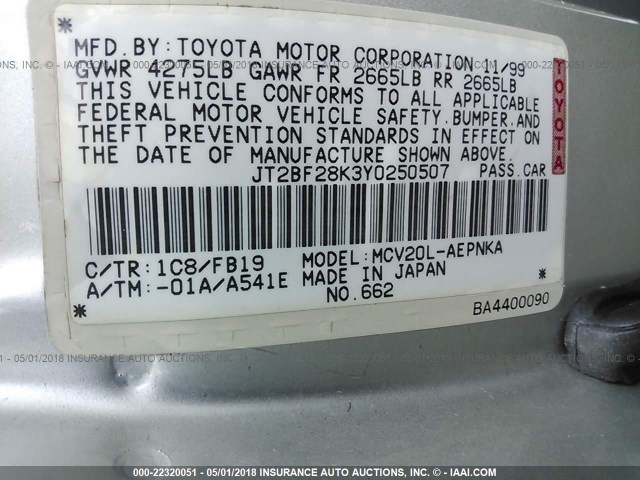 MFD. BY: TOYOTA MOTOR CORPORATION 11/99
GVWR 4275LB GAWR FR 2665LB RR 2665LB
THIS VEHICLE CONFORMS TO ALL APPLICABLE
FEDERAL MOTOR VEHICLE SAFETY, BUMPER, AND
THEFT PREVENTION STANDARDS IN EFFECT ON
THE DATE OF MANUFACTURE SHOWN ABOVE.
JT2BF28K3Y0250507 PASS. CAR
TOYOTA
C/TR: 1C8/FB19 MODEL: MCV20L-AEPNKA
A/TM: -01A/A541E MADE IN JAPAN
NO. 662
BA4400090
000-22320051 - 05/01/2018 INSURANCE AUTO AUCTIONS - © IAAI.COM